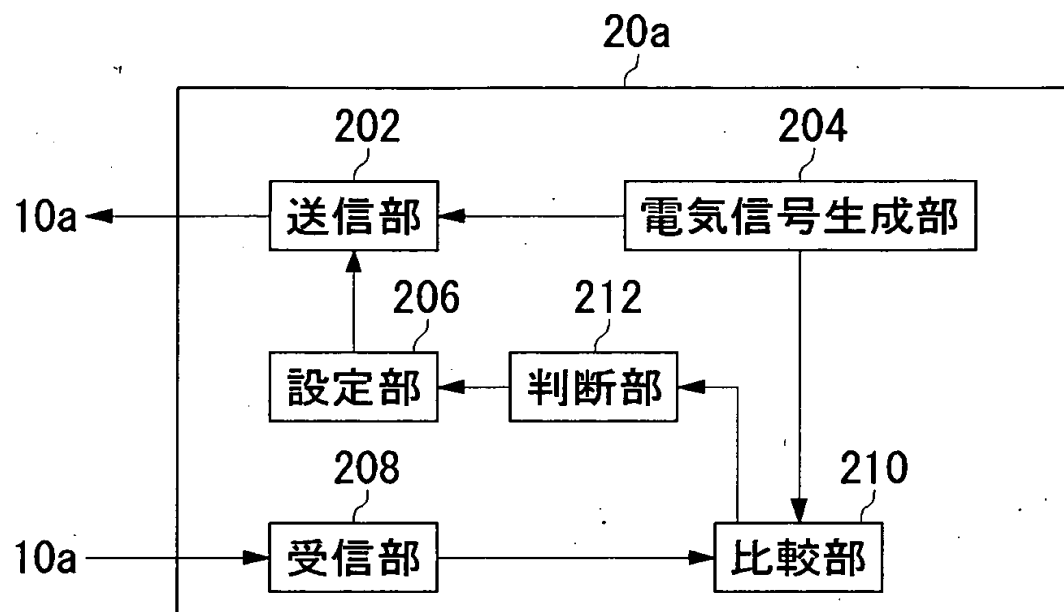 20a
202
204
10a
送信部
電気信号生成部
206
212
設定部
判断部
208
210
10a
受信部
比較部